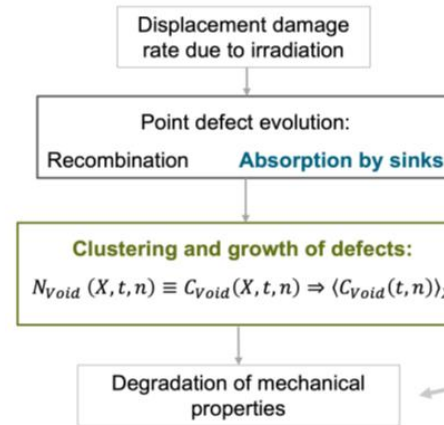 Displacement damage
rate due to irradiation
Point defect evolution:
Recombination Absorption by sinks
Clustering and growth of defects:
N_Void (X, t, n) ≡ C_Void(X, t, n) ⇒ ⟨C_Void(t, n)⟩
Degradation of mechanical
properties